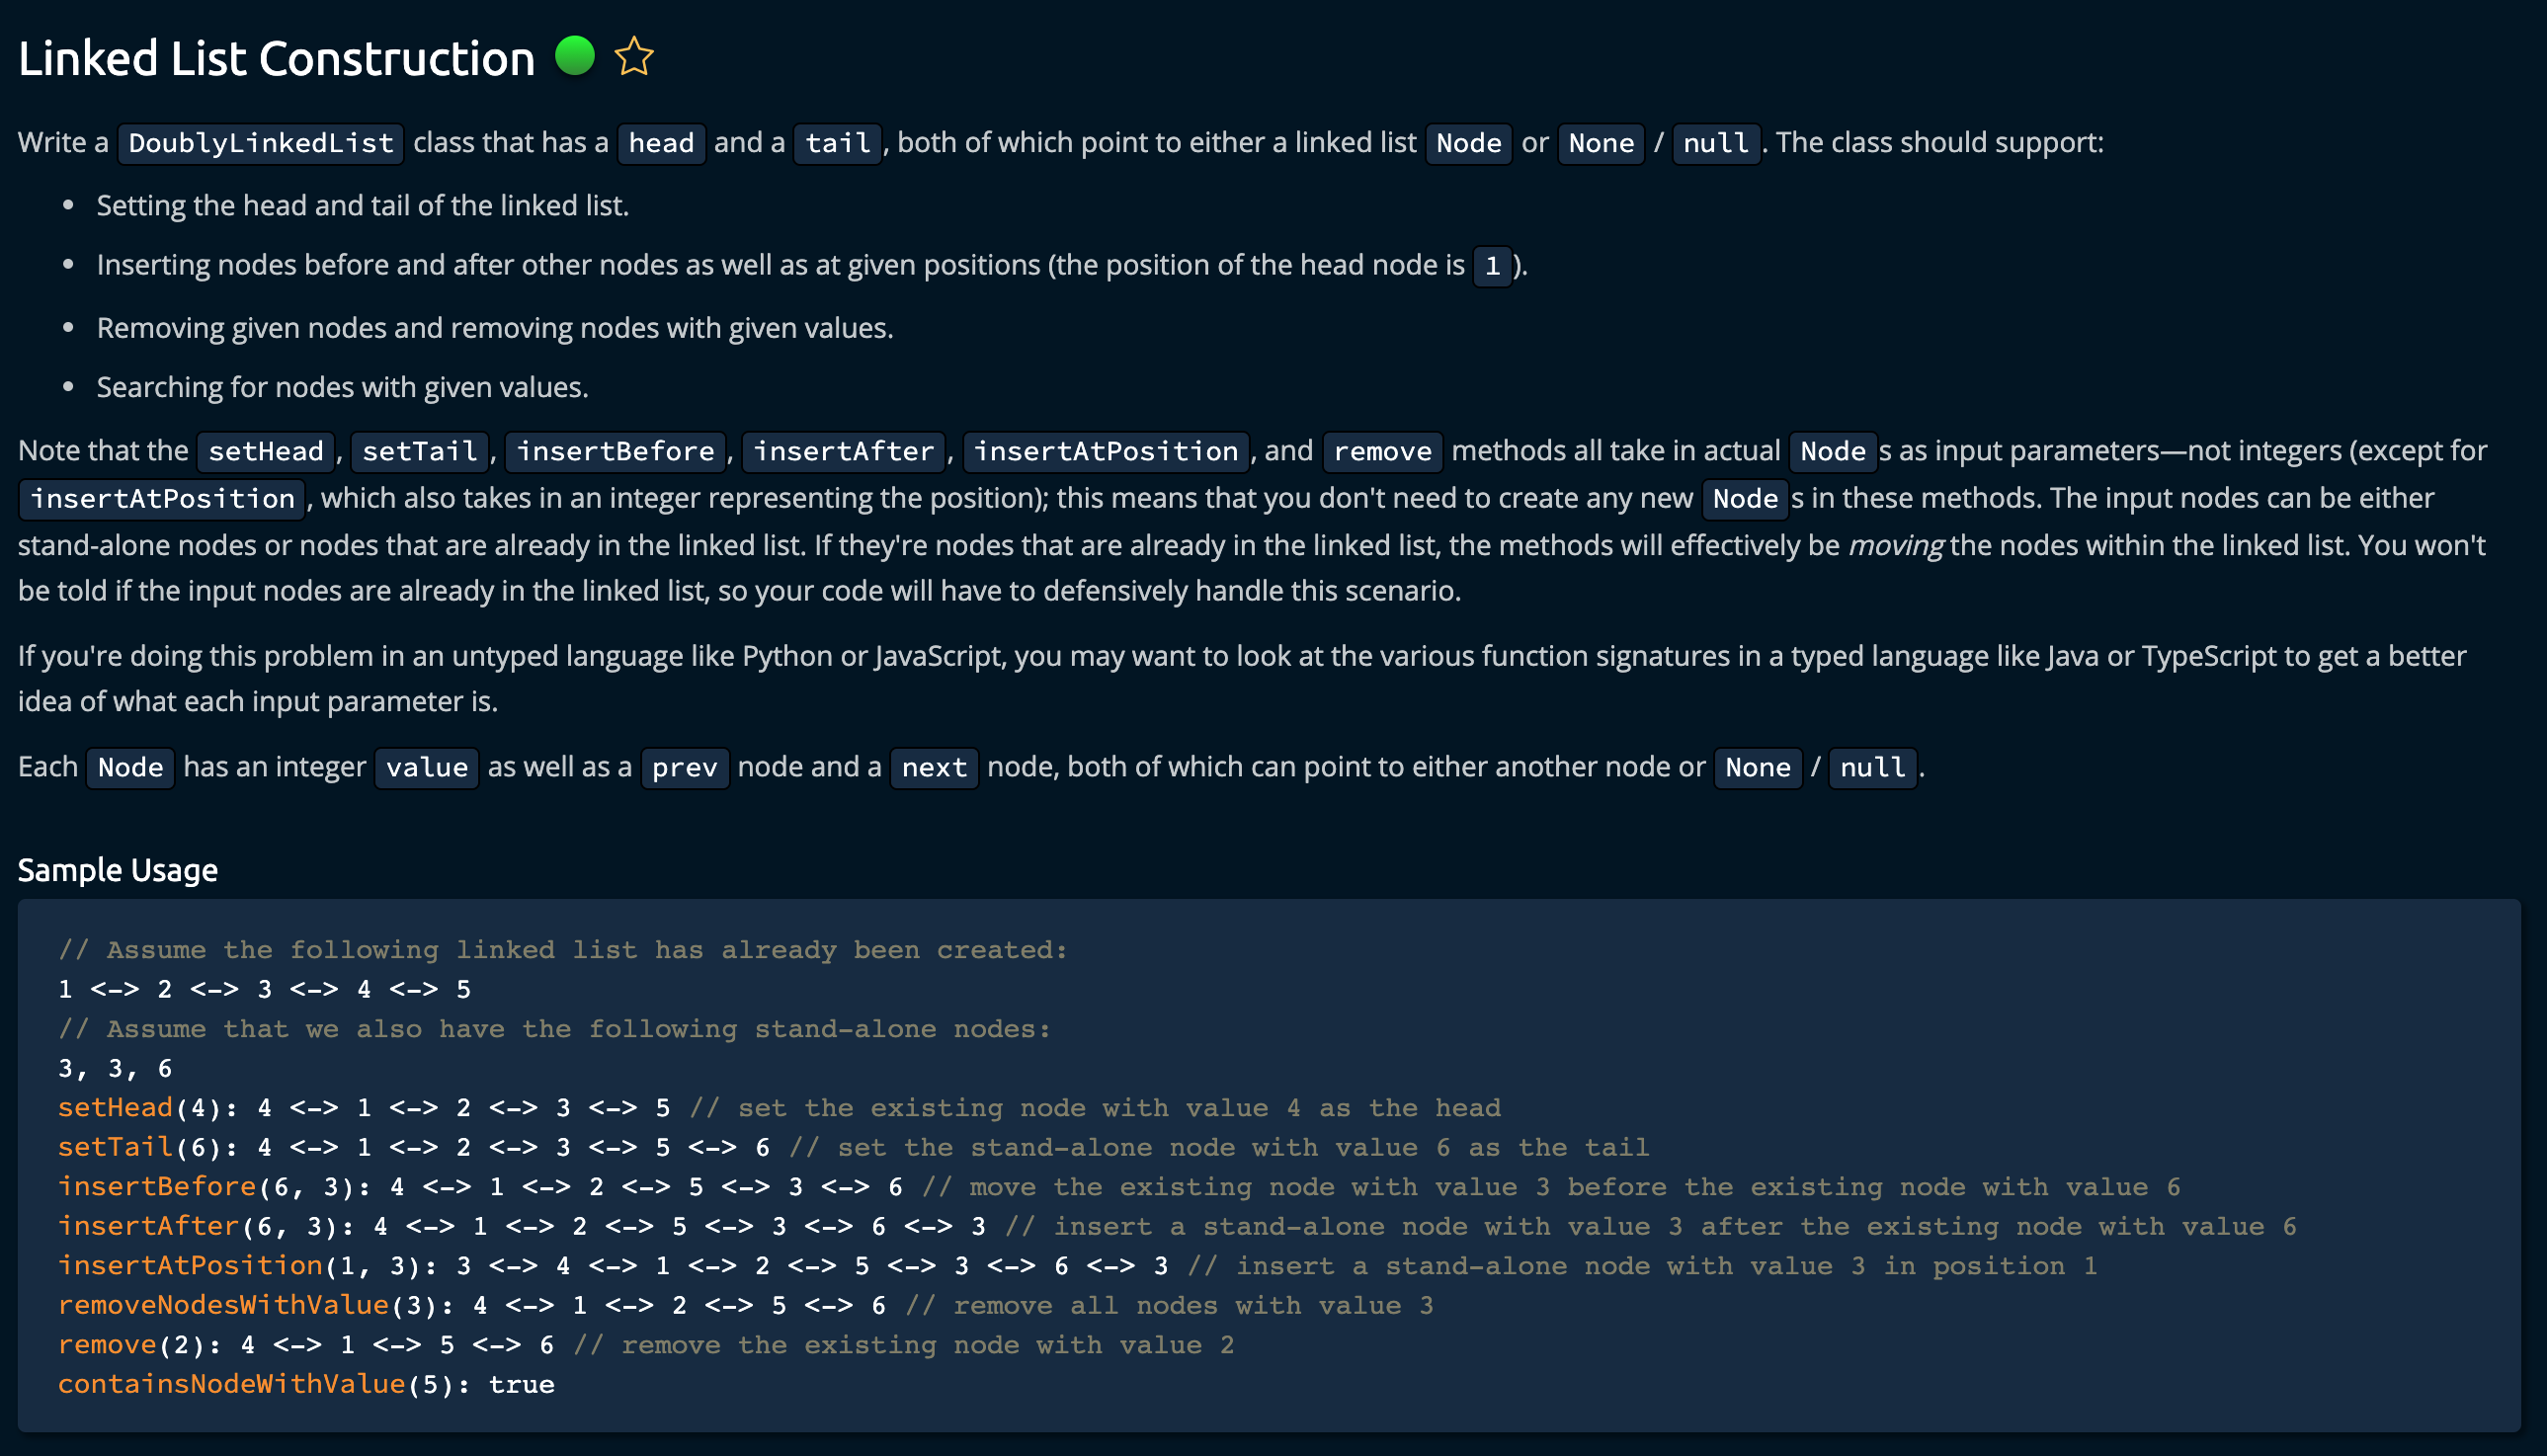 Linked List Construction
Write a DoublyLinkedList class that has a head and a tail, both of which point to either a linked list Node or None / null. The class should support:
• Setting the head and tail of the linked list.
• Inserting nodes before and after other nodes as well as at given positions (the position of the head node is 1).
• Removing given nodes and removing nodes with given values.
• Searching for nodes with given values.
Note that the setHead, setTail, insertBefore, insertAfter, insertAtPosition, and remove methods all take in actual Nodes as input parameters—not integers (except for
insertAtPosition, which also takes in an integer representing the position); this means that you don't need to create any new Nodes in these methods. The input nodes can be either
stand-alone nodes or nodes that are already in the linked list. If they're nodes that are already in the linked list, the methods will effectively be moving the nodes within the linked list. You won't
be told if the input nodes are already in the linked list, so your code will have to defensively handle this scenario.
If you're doing this problem in an untyped language like Python or JavaScript, you may want to look at the various function signatures in a typed language like Java or TypeScript to get a better
idea of what each input parameter is.
Each Node has an integer value as well as a prev node and a next node, both of which can point to either another node or None / null.
Sample Usage
// Assume the following linked list has already been created:
1 <-> 2 <-> 3 <-> 4 <-> 5
// Assume that we also have the following stand-alone nodes:
3, 3, 6
setHead(4): 4 <-> 1 <-> 2 <-> 3 <-> 5 // set the existing node with value 4 as the head
setTail(6): 4 <-> 1 <-> 2 <-> 3 <-> 5 <-> 6 // set the stand-alone node with value 6 as the tail
insertBefore(6, 3): 4 <-> 1 <-> 2 <-> 5 <-> 3 <-> 6 // move the existing node with value 3 before the existing node with value 6
insertAfter(6, 3): 4 <-> 1 <-> 2 <-> 5 <-> 3 <-> 6 <-> 3 // insert a stand-alone node with value 3 after the existing node with value 6
insertAtPosition(1, 3): 3 <-> 4 <-> 1 <-> 2 <-> 5 <-> 3 <-> 6 <-> 3 // insert a stand-alone node with value 3 in position 1
removeNodesWithValue(3): 4 <-> 1 <-> 2 <-> 5 <-> 6 // remove all nodes with value 3
remove(2): 4 <-> 1 <-> 5 <-> 6 // remove the existing node with value 2
containsNodeWithValue(5): true